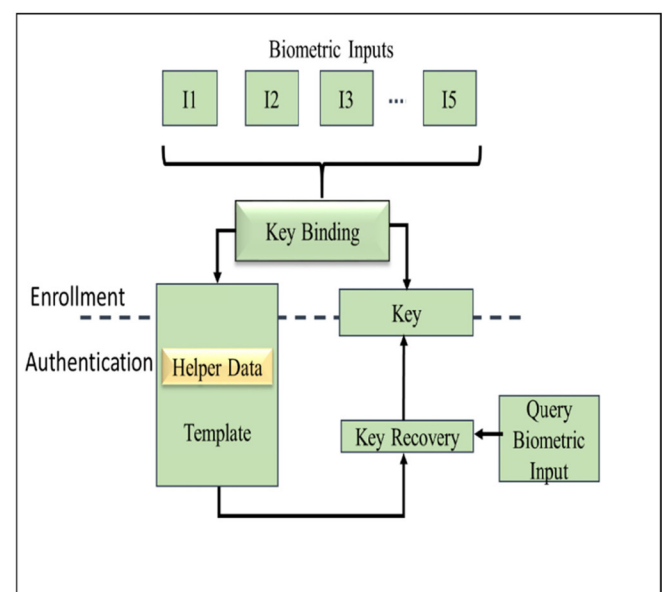 Biometric Inputs
I1 I2 I3 ... I5
Key Binding
Enrollment
Key
Authentication
Helper Data
Template
Key Recovery
Query
Biometric
Input